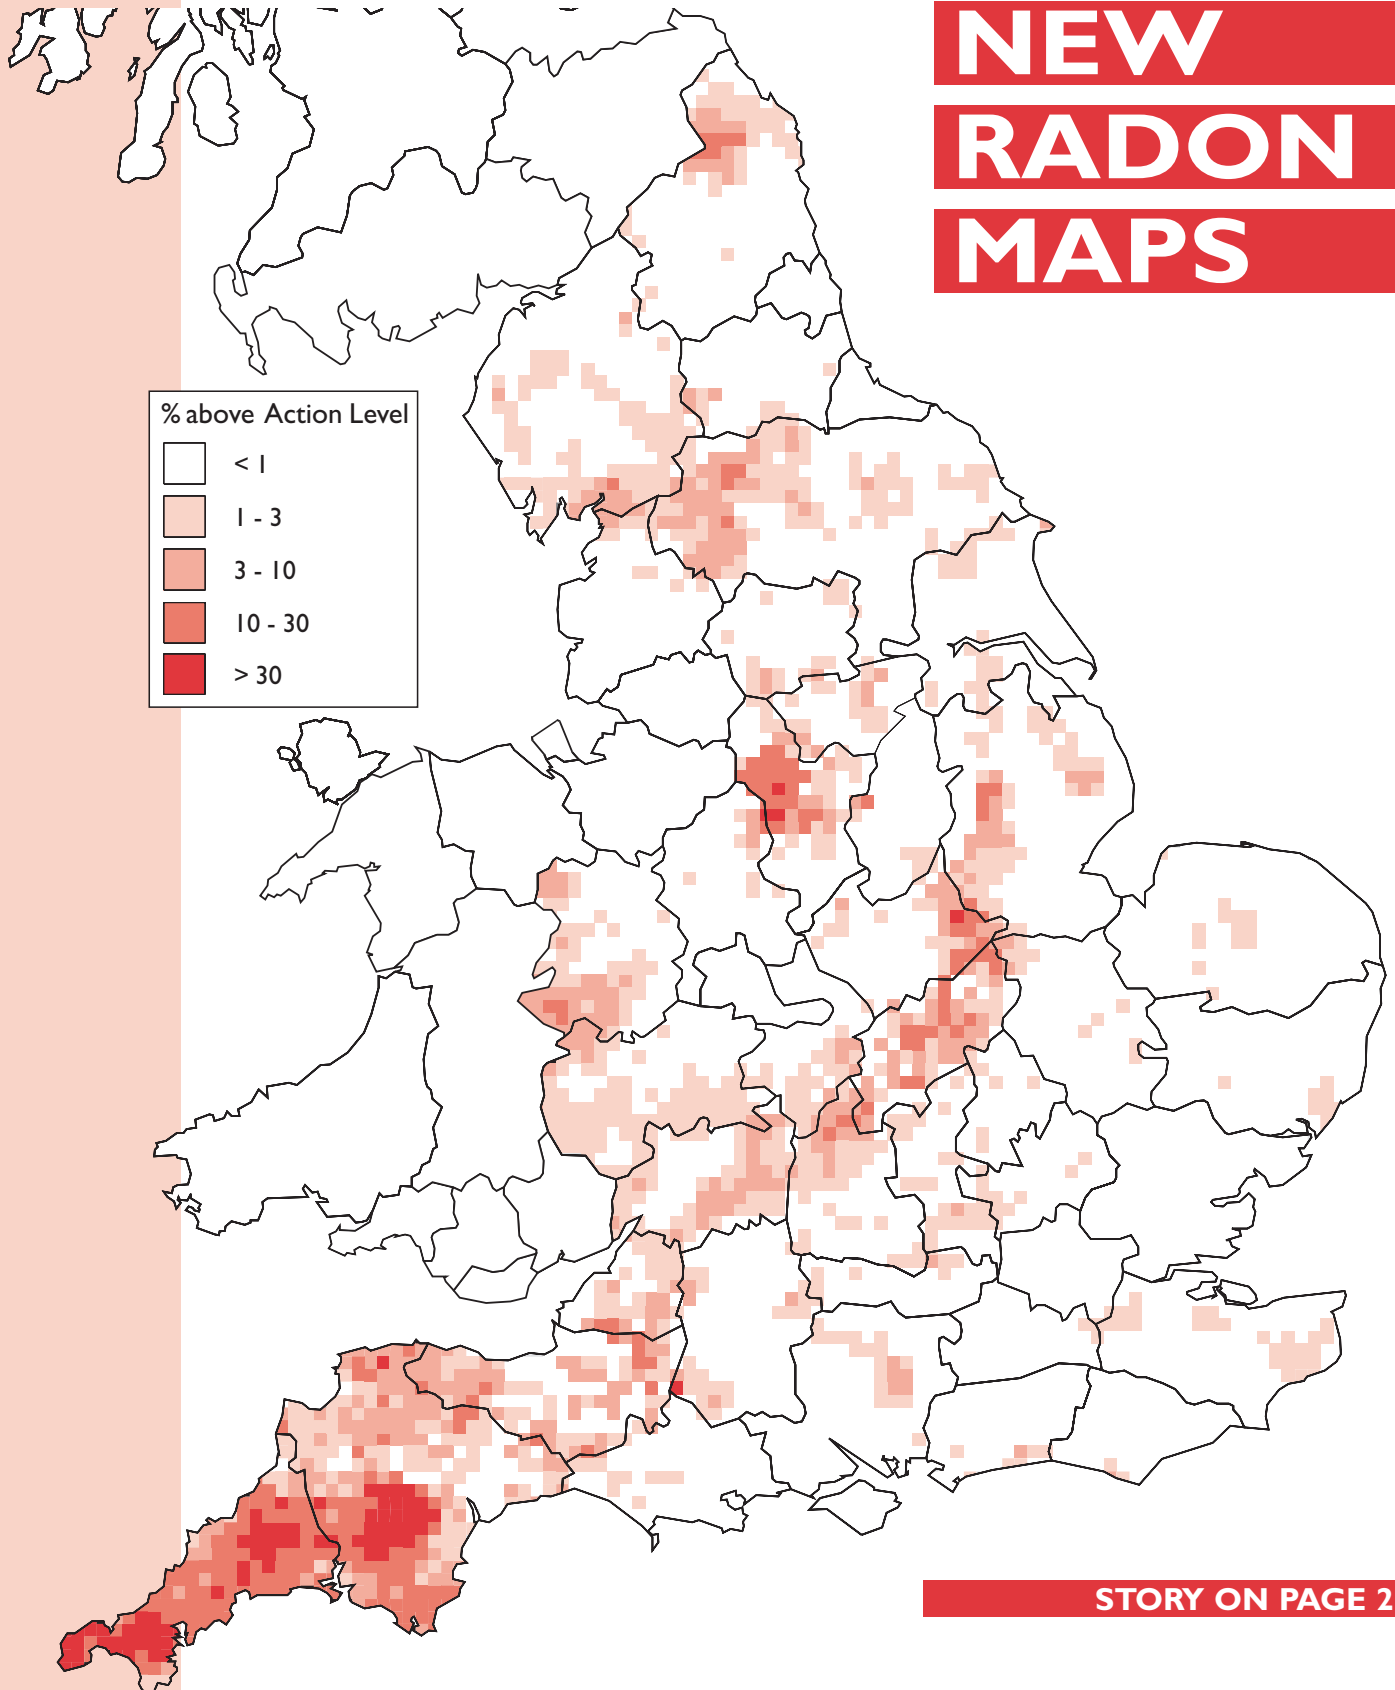 NEW
RADON
MAPS
% above Action Level
< 1
1 - 3
3 - 10
10 - 30
> 30
STORY ON PAGE 2